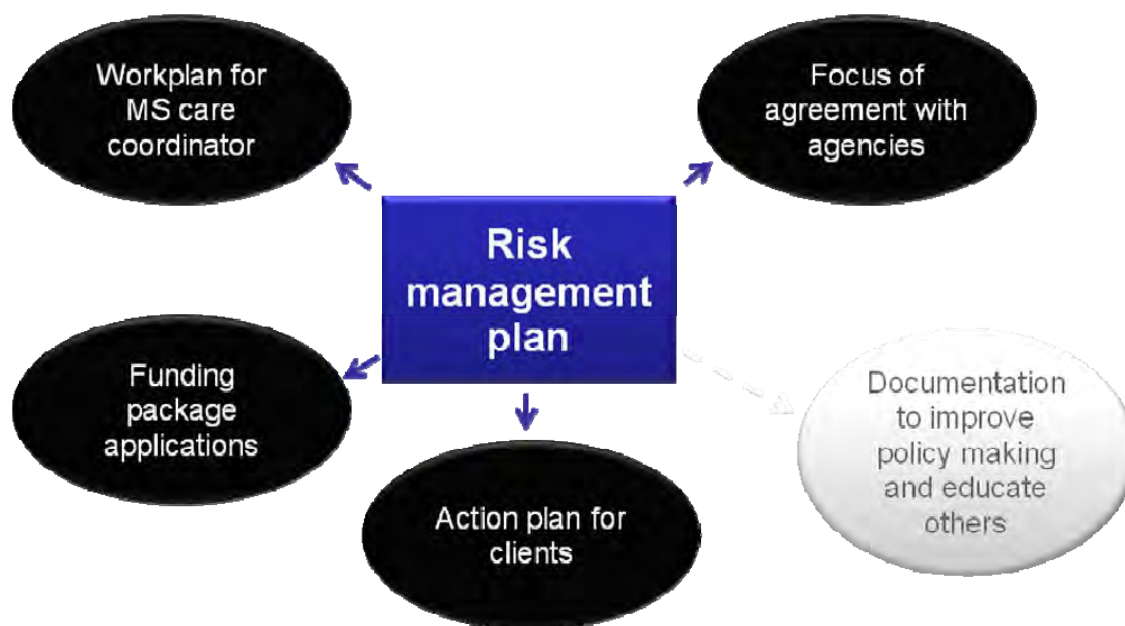 Workplan for
MS care
coordinator
Focus of
agreement with
agencies
Risk
management
plan
Funding
package
applications
Action plan for
clients
Documentation
to improve
policy making
and educate
others